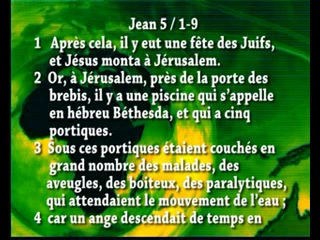 Jean 5 / 1-9
1 Après cela, il y eut une fête des Juifs,
et Jésus monta à Jérusalem.
2 Or, à Jérusalem, près de la porte des
brebis, il y a une piscine qui s'appelle
en hébreu Béthesda, et qui a cinq
portiques.
3 Sous ces portiques étaient couchés en
grand nombre des malades, des
aveugles, des boiteux, des paralytiques,
qui attendaient le mouvement de l'eau ;
4 car un ange descendait de temps en